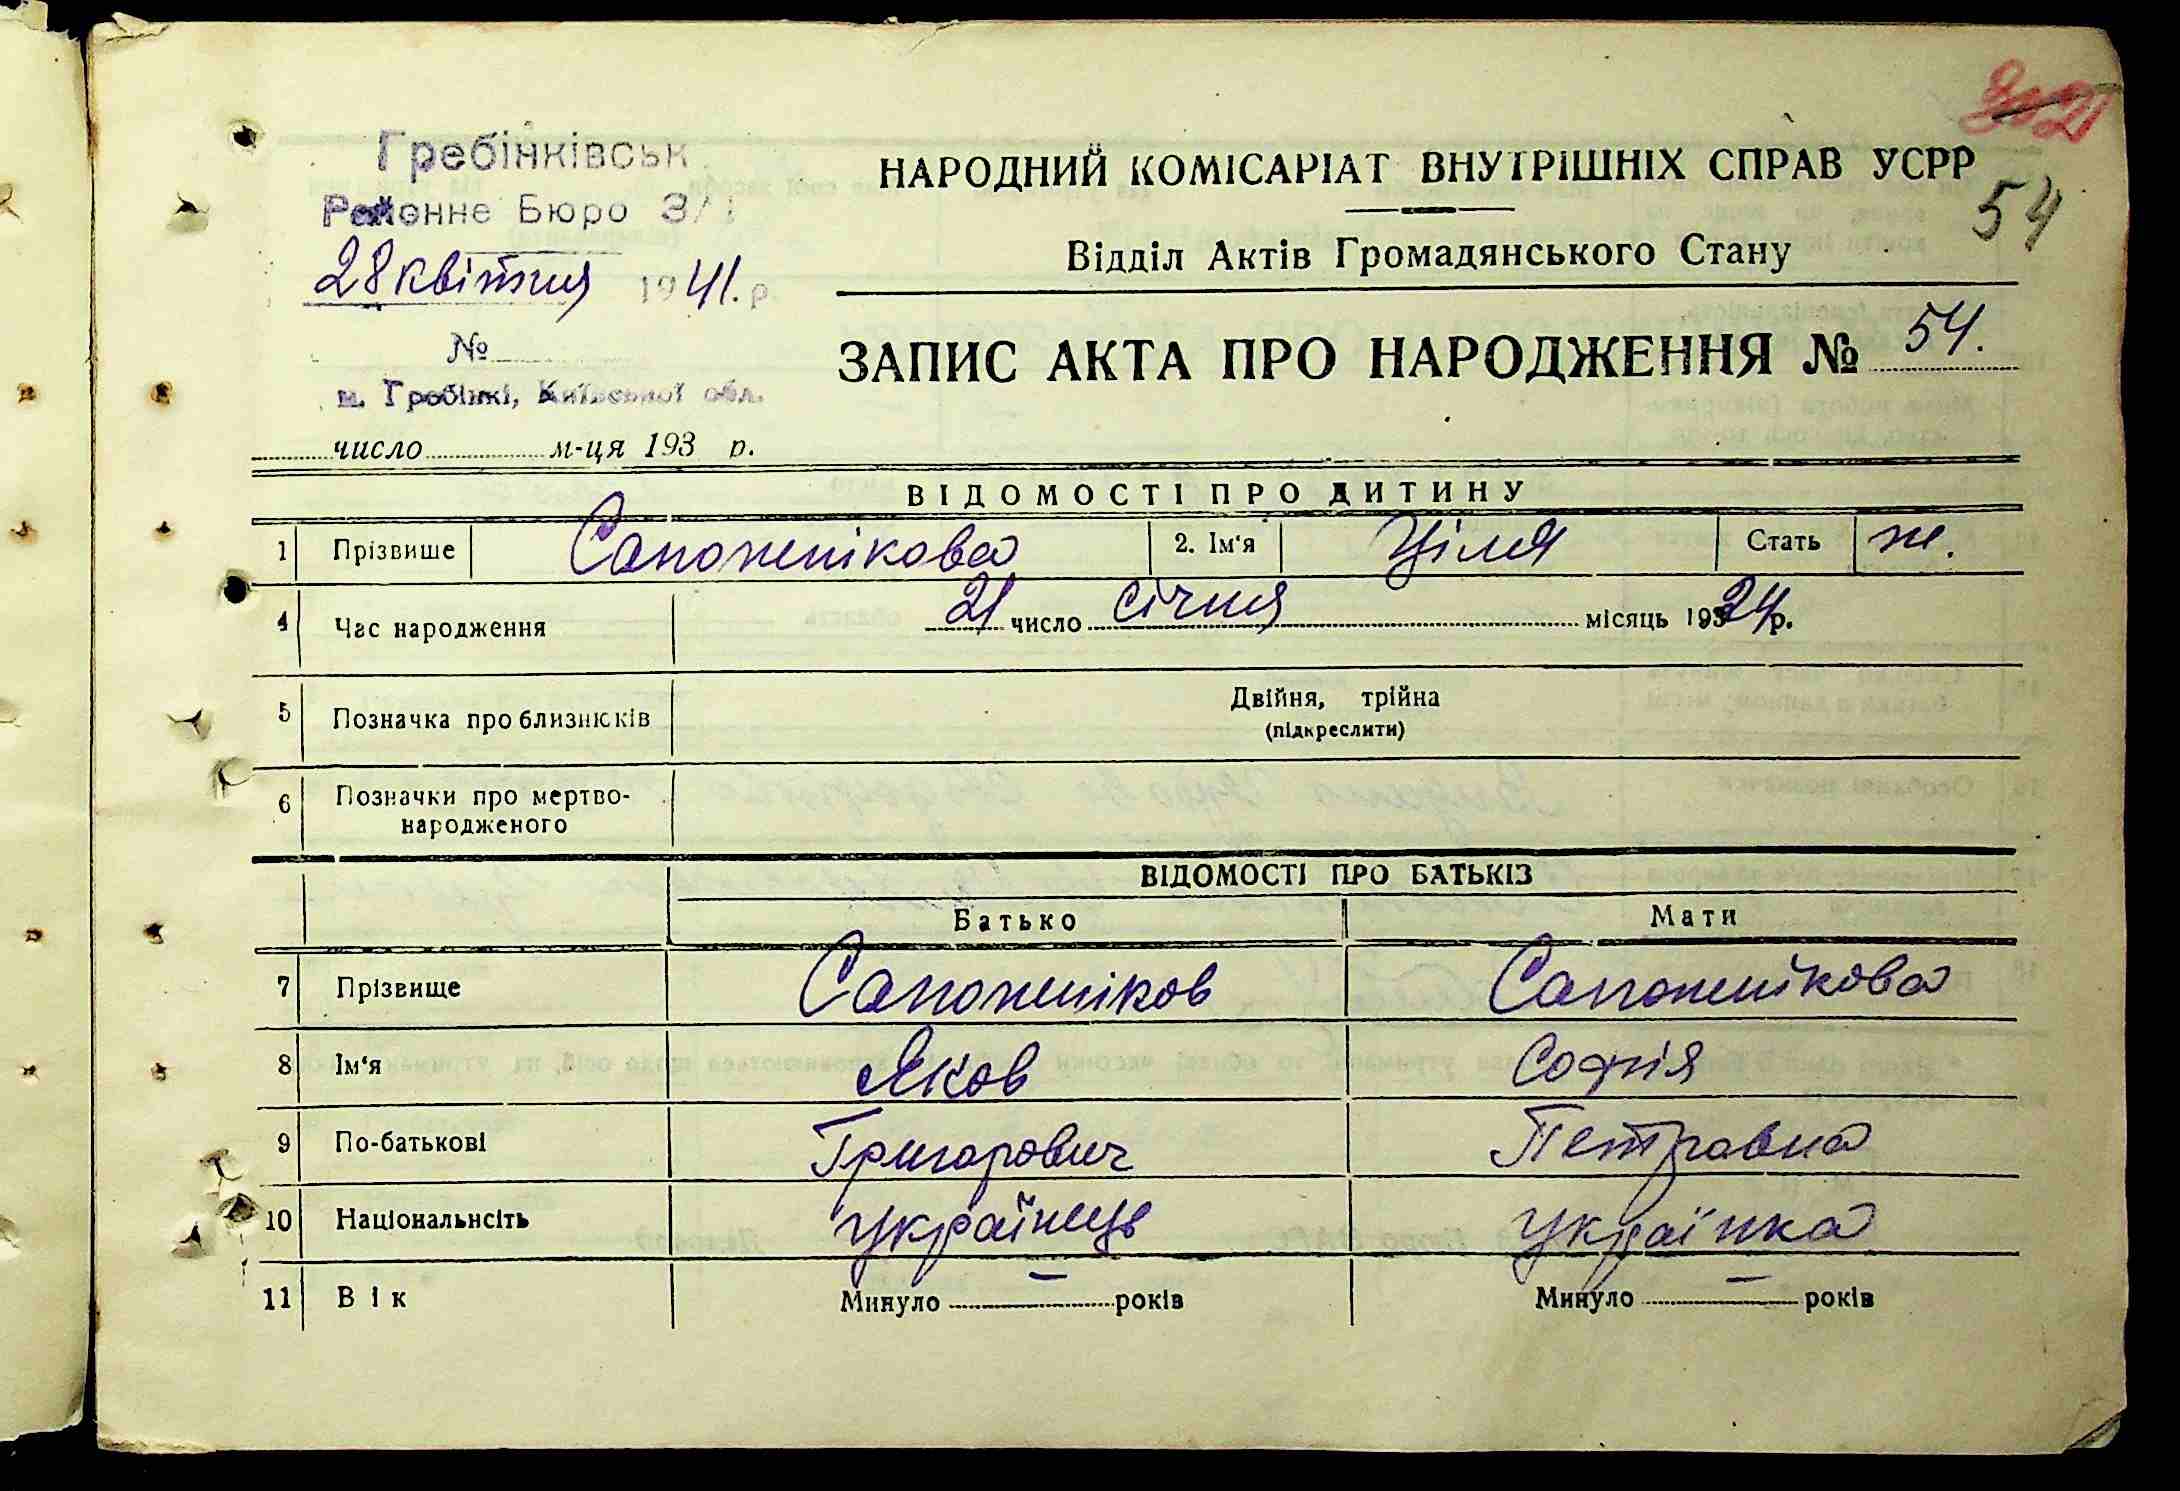 54
Гребінківськ
Районне Бюро З/
28 квітня 1941. р.
№
м. Гребінкі, Київської обл.
число м-ця 193 р.
НАРОДНИЙ КОМІСАРІАТ ВНУТРІШНІХ СПРАВ УСРР
Відділ Актів Громадянського Стану
ЗАПИС АКТА ПРО НАРОДЖЕННЯ № 54.
ВІДОМОСТІ ПРО ДИТИНУ
1 Прізвише Сапожнікова 2. Ім'я Ціля Стать ж.
4 Час народження 21 число січня місяць 1924 р.
5 Позначка про близнюків Двійня, трійна
(підкреслити)
6 Позначки про мертво-
народженого
ВІДОМОСТІ ПРО БАТЬКІЗ
Батько Мати
7 Прізвище Сапожніков Сапожнікова
8 Ім'я Яков Софія
9 По-батькові Григорович Петравна
10 Національнсіть Українець Українка
11 Вік Минуло — років Минуло — років